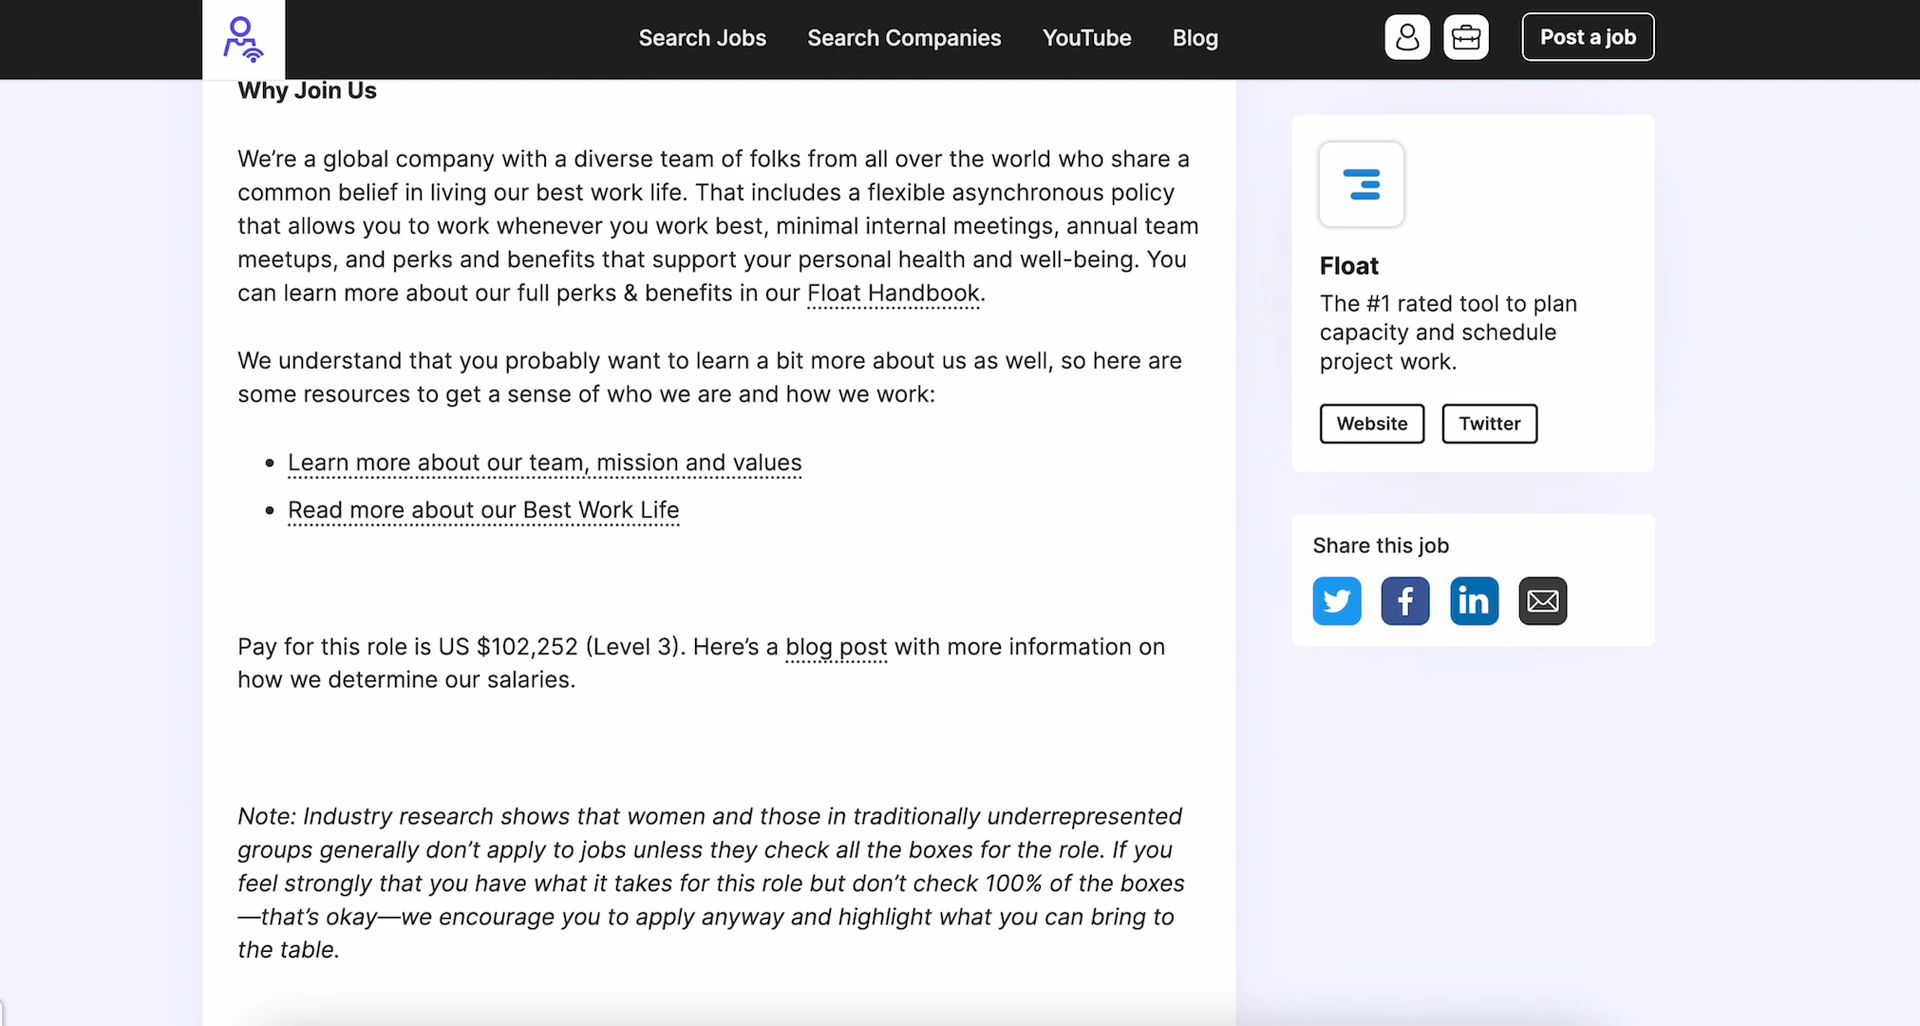 Search Jobs
Search Companies
YouTube
Blog
Post a job
Why Join Us
We’re a global company with a diverse team of folks from all over the world who share a
common belief in living our best work life. That includes a flexible asynchronous policy
that allows you to work whenever you work best, minimal internal meetings, annual team
meetups, and perks and benefits that support your personal health and well-being. You
can learn more about our full perks & benefits in our Float Handbook.
We understand that you probably want to learn a bit more about us as well, so here are
some resources to get a sense of who we are and how we work:
• Learn more about our team, mission and values
• Read more about our Best Work Life
Pay for this role is US $102,252 (Level 3). Here’s a blog post with more information on
how we determine our salaries.
Note: Industry research shows that women and those in traditionally underrepresented
groups generally don’t apply to jobs unless they check all the boxes for the role. If you
feel strongly that you have what it takes for this role but don’t check 100% of the boxes
—that’s okay—we encourage you to apply anyway and highlight what you can bring to
the table.
Float
The #1 rated tool to plan
capacity and schedule
project work.
Website
Twitter
Share this job
f
in